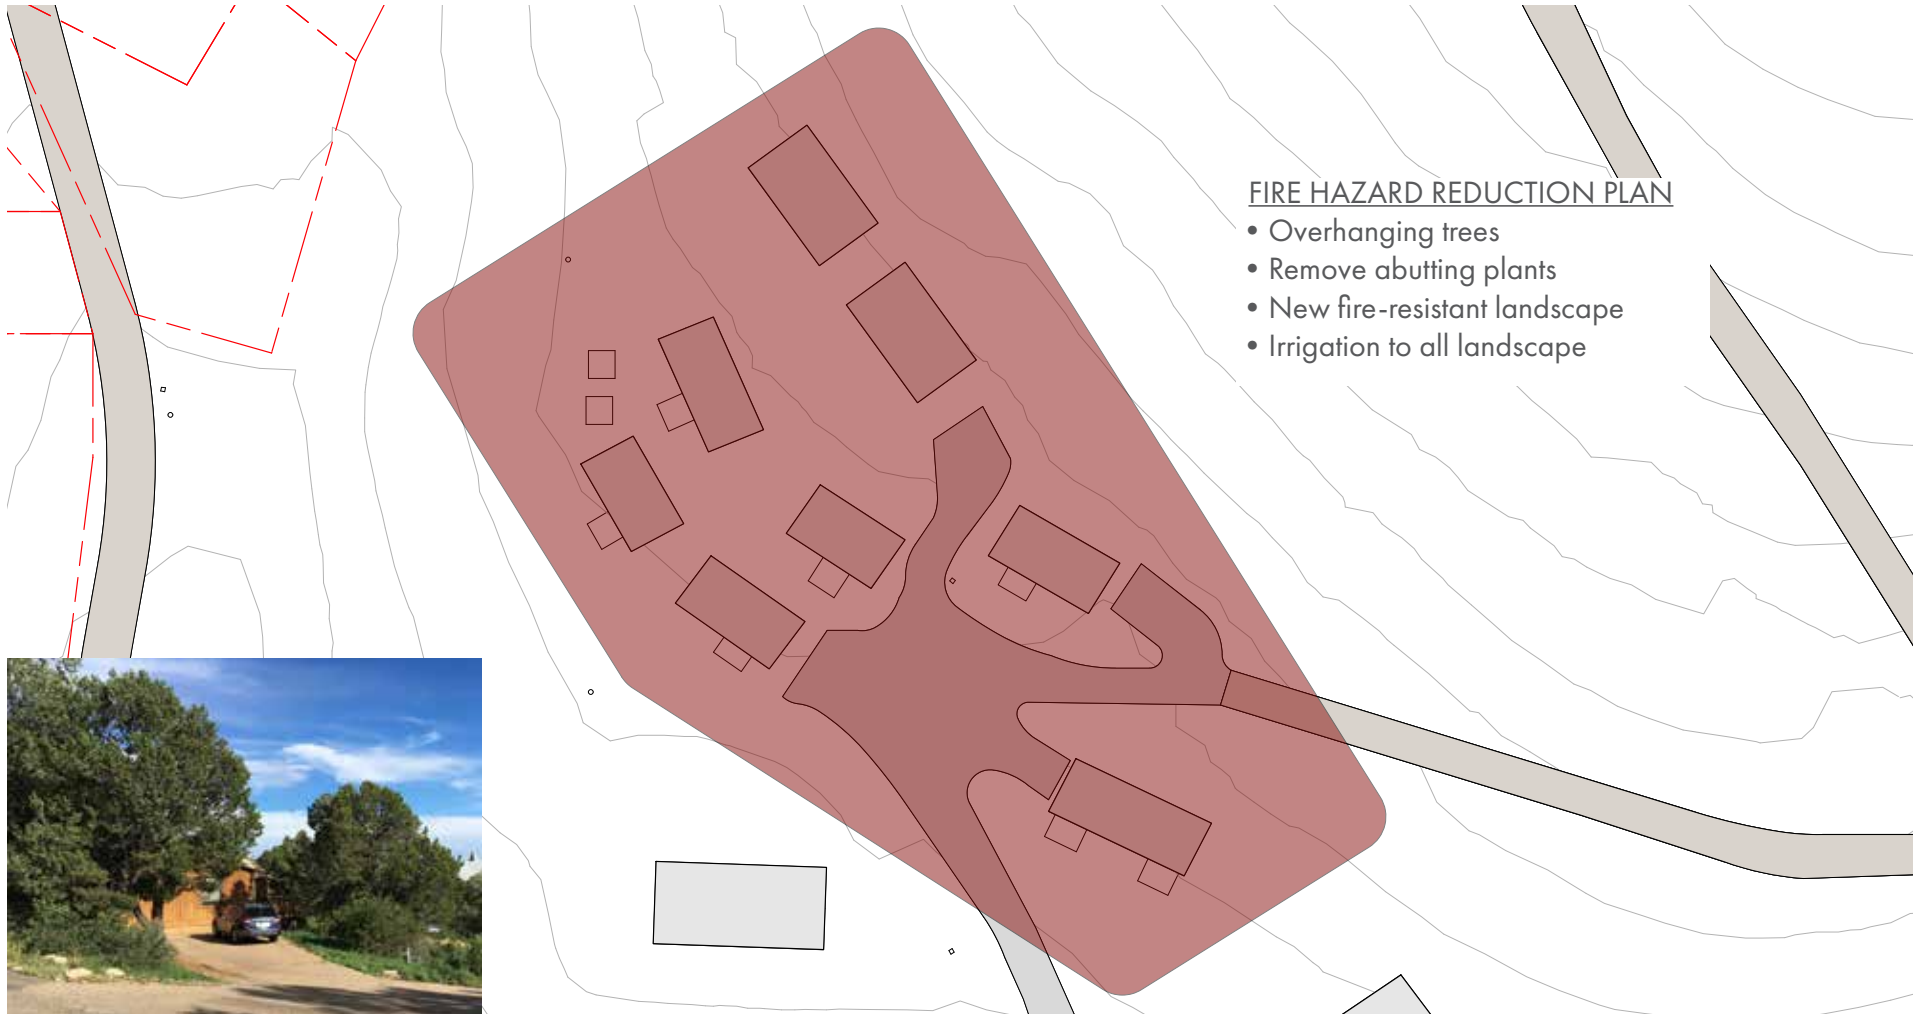 FIRE HAZARD REDUCTION PLAN
• Overhanging trees
• Remove abutting plants
• New fire-resistant landscape
• Irrigation to all landscape